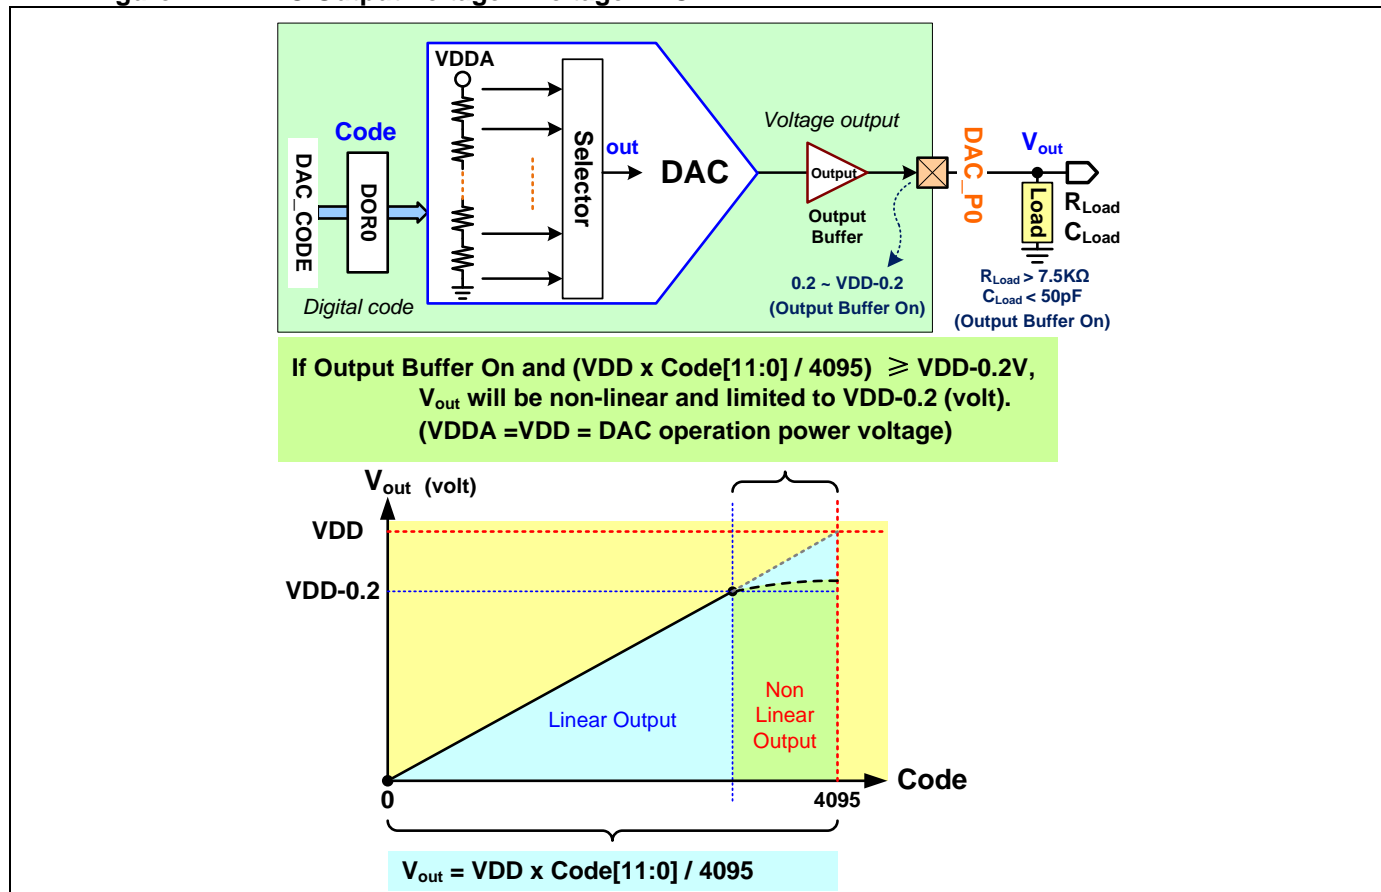 VDDA
Code
DAC_CODE
DOR0
Selector
out
DAC
Voltage output
Output
Output
Buffer
DAC_P0
Vout
Load
RLoad
CLoad
0.2 ~ VDD-0.2
(Output Buffer On)
RLoad > 7.5KΩ
CLoad < 50pF
(Output Buffer On)
Digital code
If Output Buffer On and (VDD x Code[11:0] / 4095) ≥ VDD-0.2V,
Vout will be non-linear and limited to VDD-0.2 (volt).
(VDDA =VDD = DAC operation power voltage)
Vout (volt)
VDD
VDD-0.2
Linear Output
Non
Linear
Output
0
4095
Code
Vout = VDD x Code[11:0] / 4095